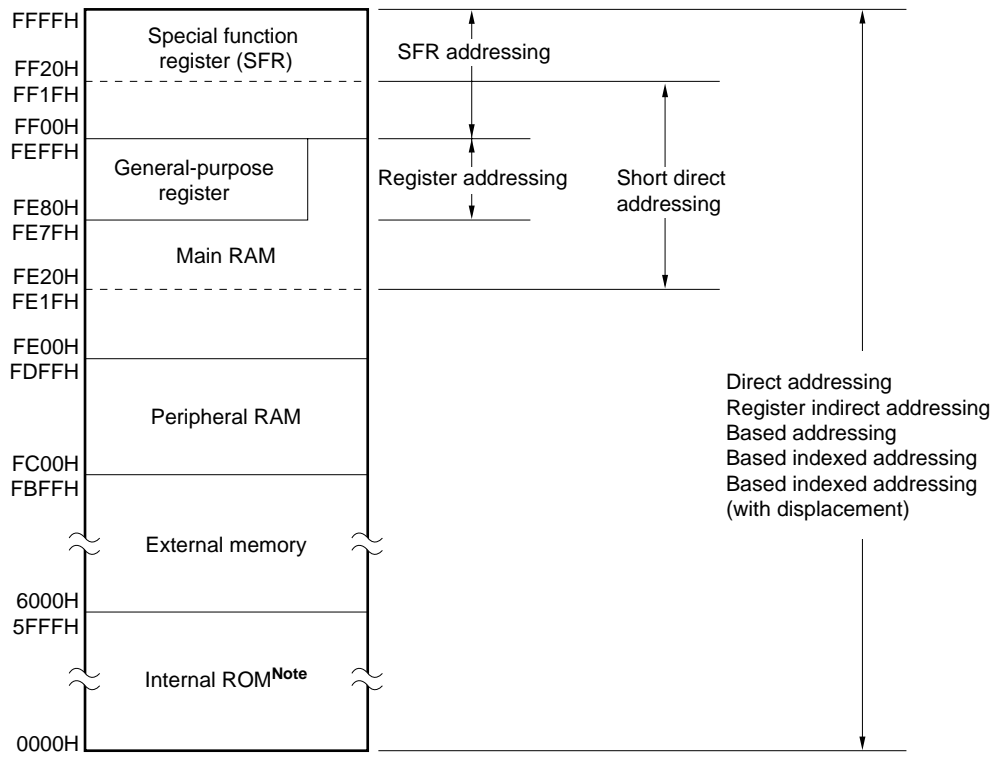 FFFFH
Special function
register (SFR)
SFR addressing
FF20H
FF1FH
FF00H
FEFFH
General-purpose
register
Register addressing
Short direct
addressing
FE80H
FE7FH
Main RAM
FE20H
FE1FH
FE00H
FDFFH
Peripheral RAM
Direct addressing
Register indirect addressing
Based addressing
Based indexed addressing
Based indexed addressing
(with displacement)
FC00H
FBFFH
External memory
6000H
5FFFH
Internal ROMNote
0000H